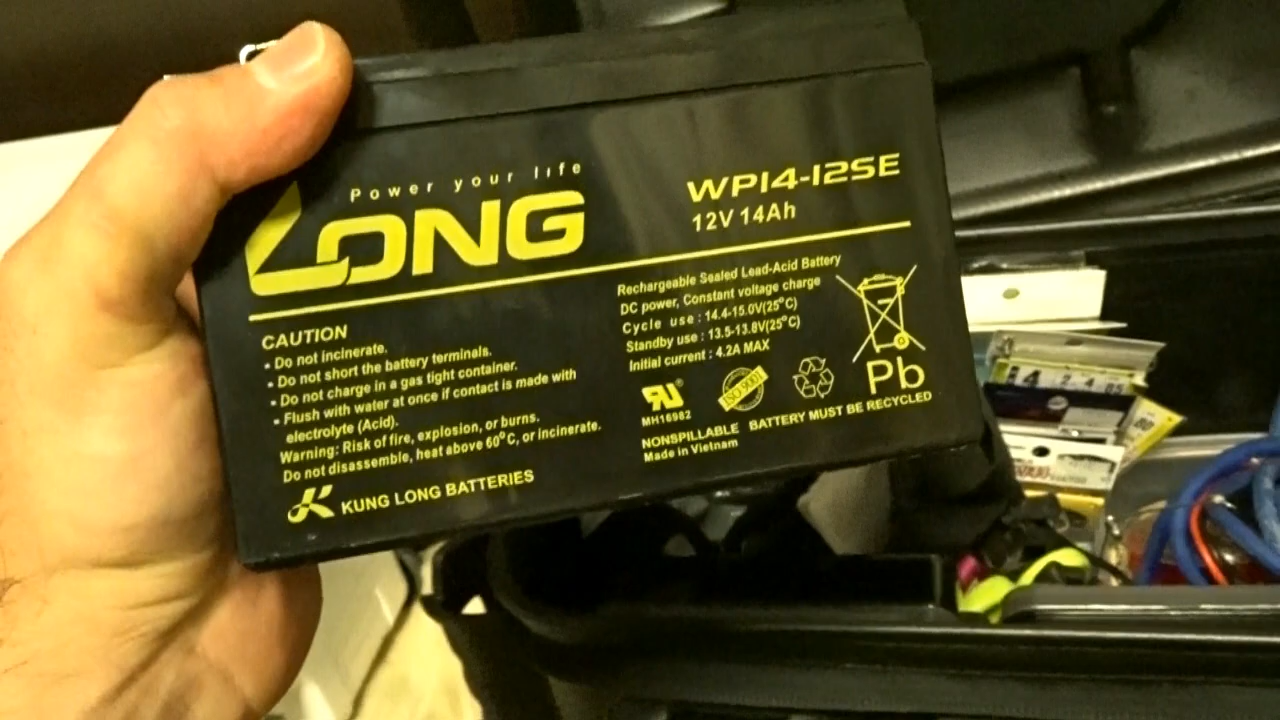 Power your life
LONG
WP14-12SE
12V 14Ah
CAUTION
• Do not incinerate.
• Do not short the battery terminals.
• Do not charge in a gas tight container.
• Flush with water at once if contact is made with
electrolyte (Acid).
Warning: Risk of fire, explosion, or burns.
Do not disassemble, heat above 60°C, or incinerate.
KUNG LONG BATTERIES
Rechargeable Sealed Lead-Acid Battery
DC power, Constant voltage charge
Cycle use : 14.4-15.0V(25°C)
Standby use : 13.5-13.8V(25°C)
Initial current : 4.2A MAX
MH16982
ISO 9001
Pb
NONSPILLABLE BATTERY MUST BE RECYCLED
Made in Vietnam